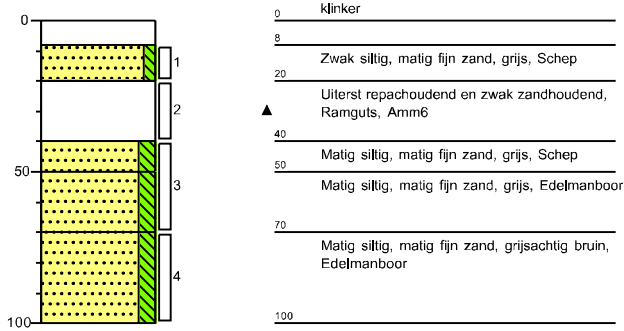 klinker
0
0
8
Zwak siltig, matig fijn zand, grijs, Schep
1
20
Uiterst repachoudend en zwak zandhoudend,
Ramguts, Amm6
2
40
Matig siltig, matig fijn zand, grijs, Schep
50
50
Matig siltig, matig fijn zand, grijs, Edelmanboor
3
70
Matig siltig, matig fijn zand, grijsachtig bruin,
Edelmanboor
4
100
100